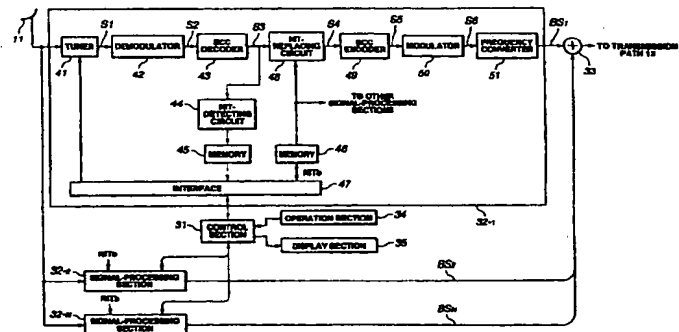 11
S1
S2
S3
S4
S5
S6
BS1
TUNER
DEMODULATOR
ECC
DECODER
NIT-
REPLACING
CIRCUIT
ECC
ENCODER
MODULATOR
FREQUENCY
CONVERTER
TO TRANSMISSION
PATH 13
41
42
43
48
49
50
51
33
44
NIT-
DETECTING
CIRCUIT
TO OTHER
SIGNAL-PROCESSING
SECTIONS
45
MEMORY
MEMORY
46
NITb
INTERFACE
47
32-1
31
CONTROL
SECTION
OPERATION SECTION
34
DISPLAY SECTION
35
NITb
32-2
SIGNAL-PROCESSING
SECTION
BS2
NITb
32-N
SIGNAL-PROCESSING
SECTION
BSN